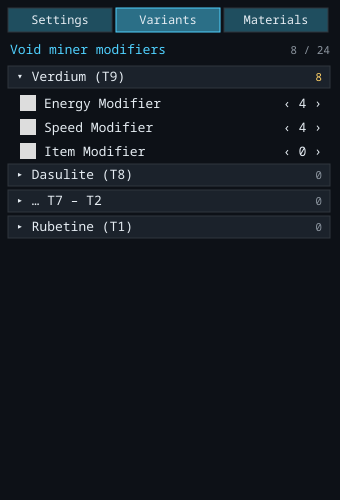 Settings Variants Materials
Void miner modifiers 8 / 24
▾ Verdium (T9) 8
Energy Modifier ‹ 4 ›
Speed Modifier ‹ 4 ›
Item Modifier ‹ 0 ›
▸ Dasulite (T8) 0
▸ … T7 – T2 0
▸ Rubetine (T1) 0